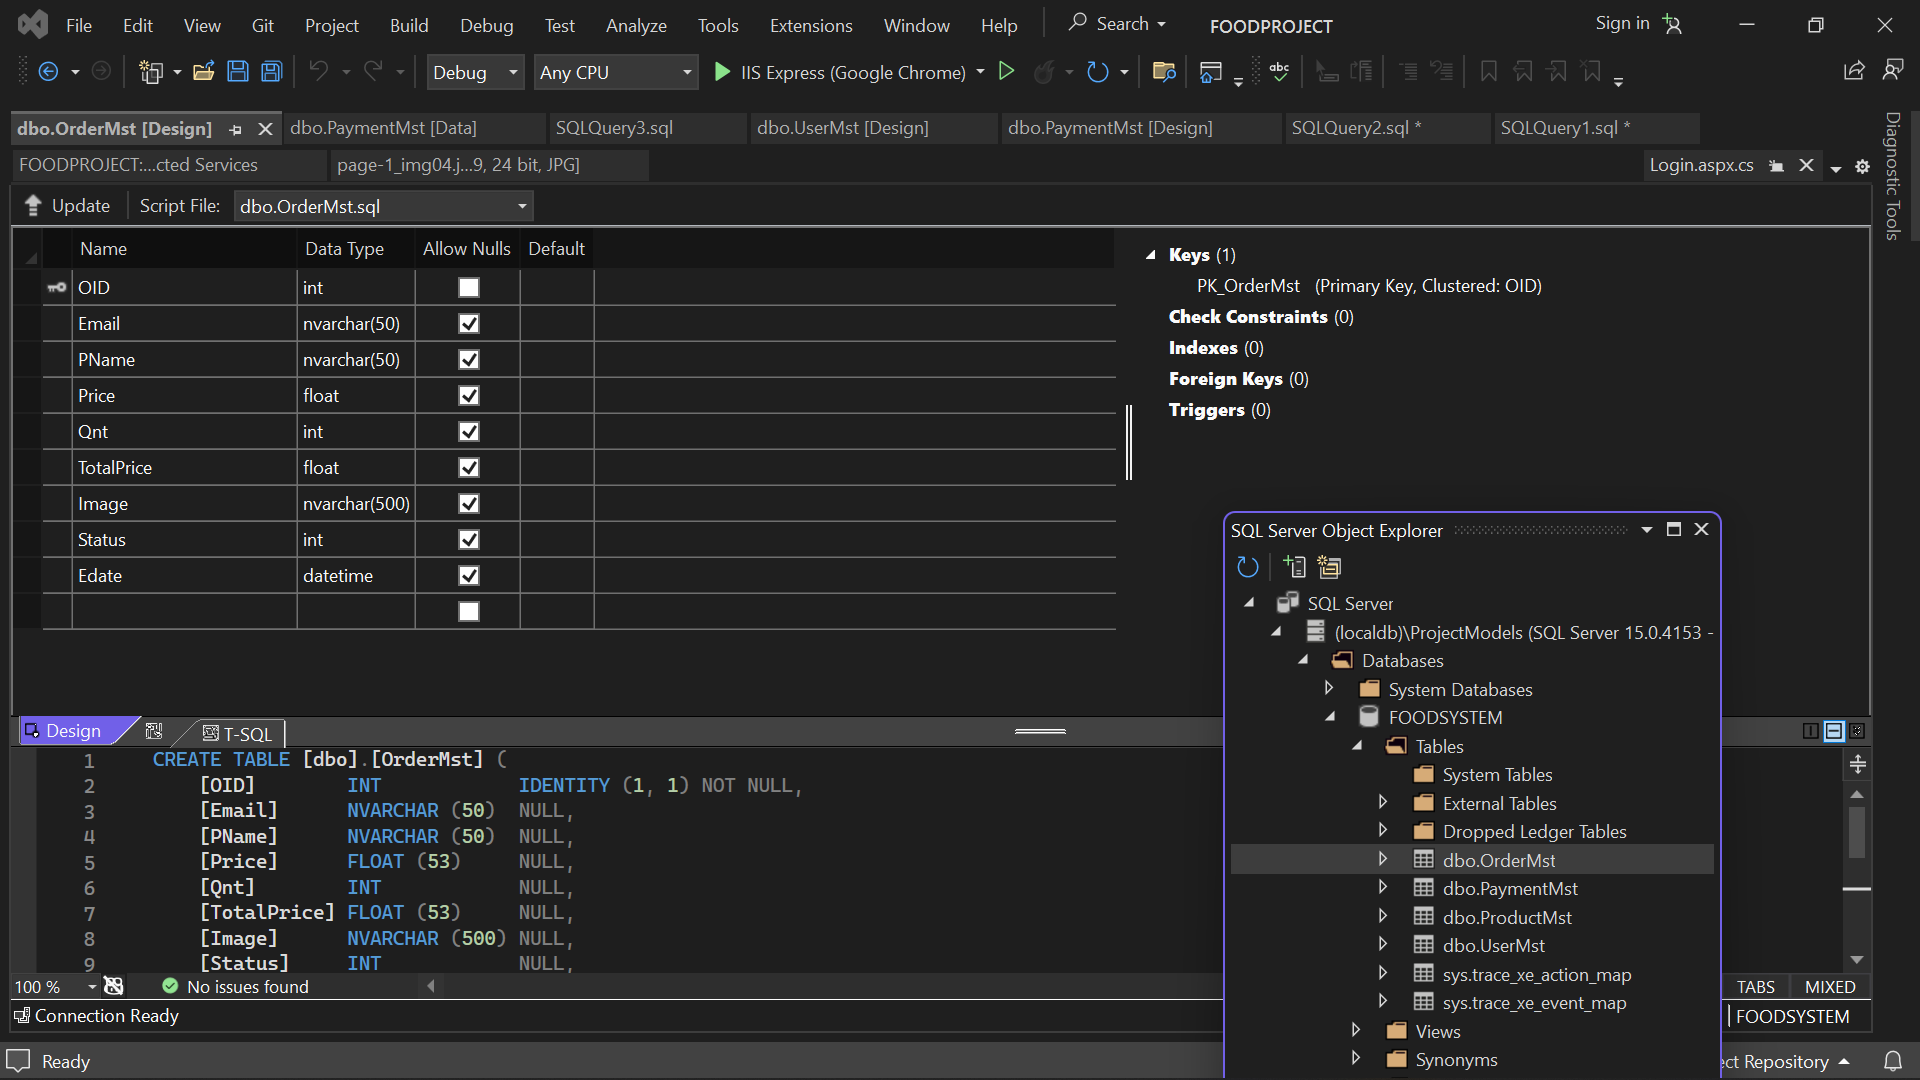 File Edit View Git Project Build Debug Test Analyze Tools Extensions Window Help Search FOODPROJECT Sign in
Debug Any CPU IIS Express (Google Chrome) abc
dbo.OrderMst [Design] dbo.PaymentMst [Data] SQLQuery3.sql dbo.UserMst [Design] dbo.PaymentMst [Design] SQLQuery2.sql * SQLQuery1.sql *
FOODPROJECT:...cted Services page-1_img04.j...9, 24 bit, JPG] Login.aspx.cs
Diagnostic Tools
Update Script File: dbo.OrderMst.sql
Name Data Type Allow Nulls Default
OID int
Email nvarchar(50)
PName nvarchar(50)
Price float
Qnt int
TotalPrice float
Image nvarchar(500)
Status int
Edate datetime
Keys (1)
PK_OrderMst (Primary Key, Clustered: OID)
Check Constraints (0)
Indexes (0)
Foreign Keys (0)
Triggers (0)
Design T-SQL
1 CREATE TABLE [dbo].[OrderMst] (
2 [OID] INT IDENTITY (1, 1) NOT NULL,
3 [Email] NVARCHAR (50) NULL,
4 [PName] NVARCHAR (50) NULL,
5 [Price] FLOAT (53) NULL,
6 [Qnt] INT NULL,
7 [TotalPrice] FLOAT (53) NULL,
8 [Image] NVARCHAR (500) NULL,
9 [Status] INT NULL,
100 % No issues found TABS MIXED
Connection Ready FOODSYSTEM
SQL Server Object Explorer
SQL Server
(localdb)\ProjectModels (SQL Server 15.0.4153 -
Databases
System Databases
FOODSYSTEM
Tables
System Tables
External Tables
Dropped Ledger Tables
dbo.OrderMst
dbo.PaymentMst
dbo.ProductMst
dbo.UserMst
sys.trace_xe_action_map
sys.trace_xe_event_map
Views
Synonyms
Ready ct Repository